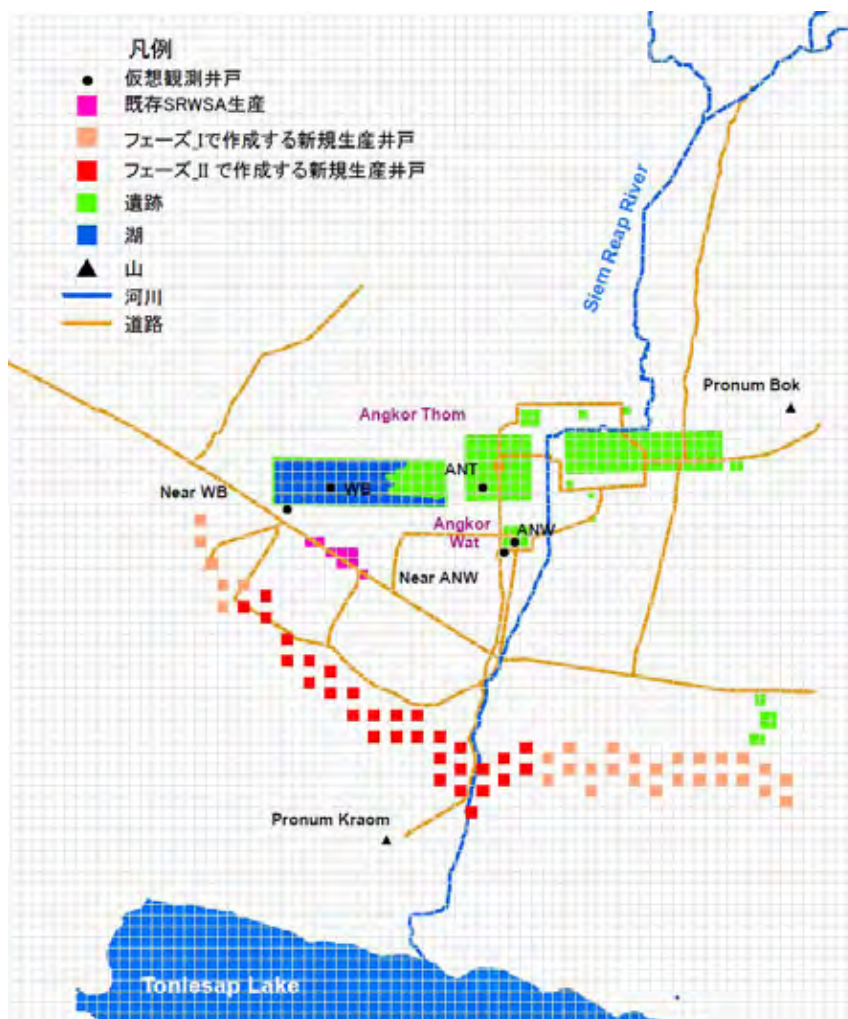 凡例
仮想観測井戸
既存SRWSA生産
フェーズ_Iで作成する新規生産井戸
フェーズ_II で作成する新規生産井戸
遺跡
湖
山
河川
道路
Siem Reap River
Pronum Bok
Angkor Thom
ANT
WB
Near WB
Angkor
Wat
ANW
Near ANW
Pronum Kraom
Tonlesap Lake